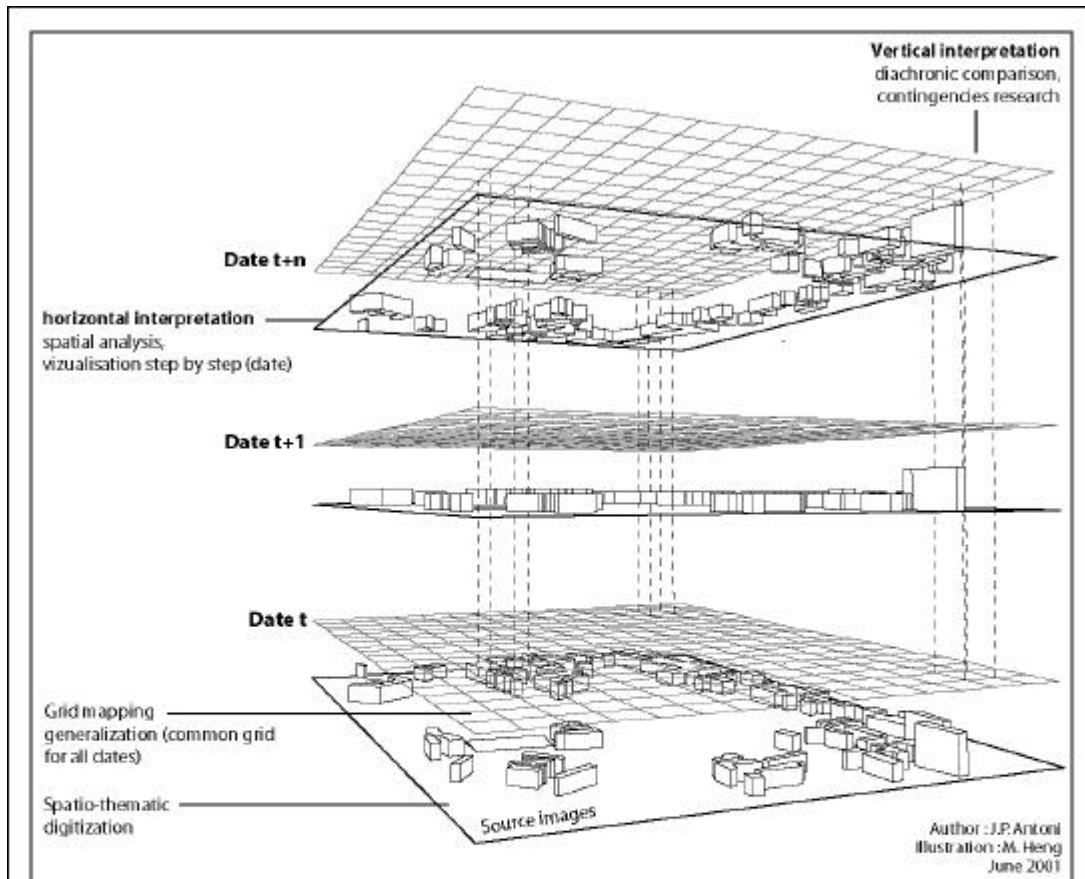 Vertical interpretation
diachronic comparison,
contingencies research
Date t+n
horizontal interpretation
spatial analysis,
vizualisation step by step (date)
Date t+1
Date t
Grid mapping
generalization (common grid
for all dates)
Spatio-thematic
digitization
Source images
Author : J.P. Antoni
Illustration : M. Heng
June 2001